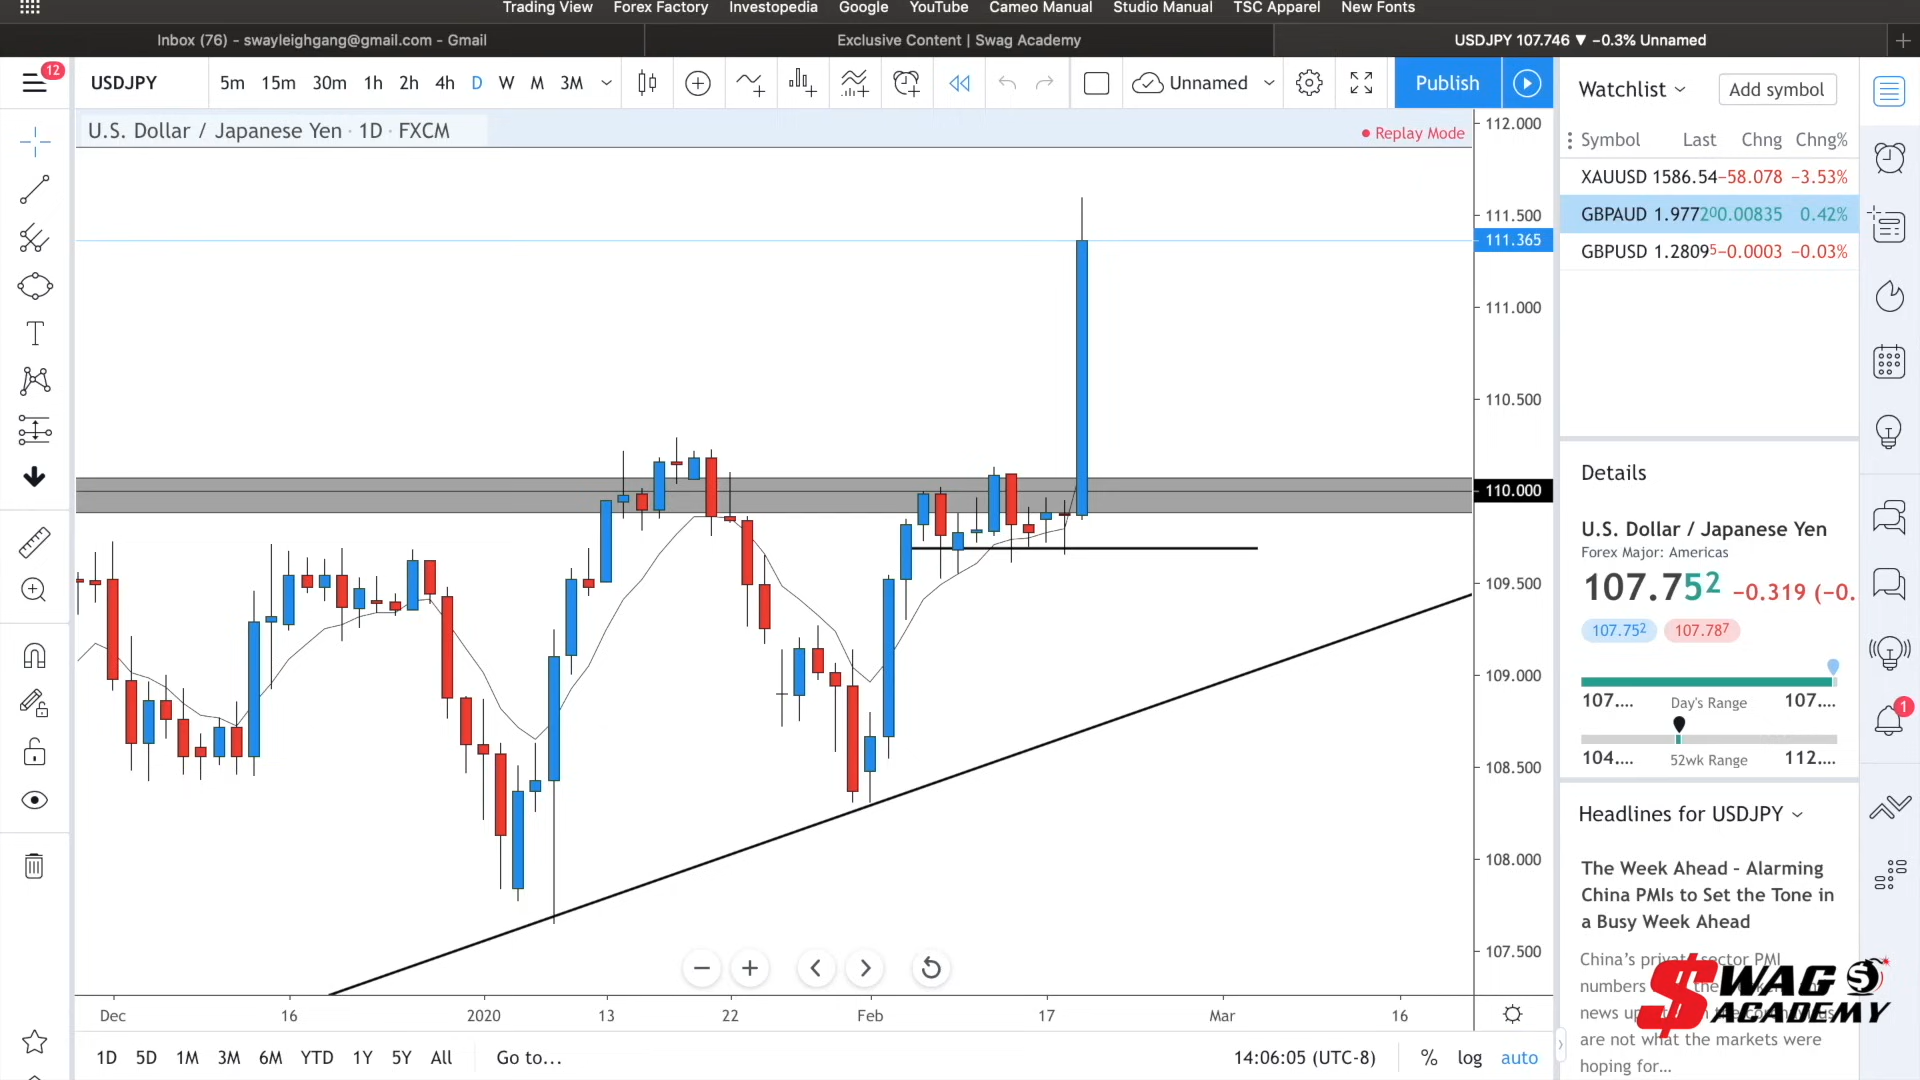 Trading View Forex Factory Investopedia Google YouTube Cameo Manual Studio Manual TSC Apparel New Fonts
Inbox (76) - swayleighgang@gmail.com - Gmail
Exclusive Content | Swag Academy
USDJPY 107.746 ▼ −0.3% Unnamed
12
USDJPY 5m 15m 30m 1h 2h 4h D W M 3M Unnamed Publish
U.S. Dollar / Japanese Yen · 1D · FXCM
Replay Mode
112.000
111.500
111.365
111.000
110.500
110.000
109.500
109.000
108.500
108.000
107.500
Dec 16 2020 13 22 Feb 17 Mar 16
1D 5D 1M 3M 6M YTD 1Y 5Y All Go to...
14:06:05 (UTC-8) % log auto
Watchlist Add symbol
Symbol Last Chng Chng%
XAUUSD 1586.54 −58.078 −3.53%
GBPAUD 1.97720 0.00835 0.42%
GBPUSD 1.28095 −0.0003 −0.03%
Details
U.S. Dollar / Japanese Yen
Forex Major: Americas
107.752 −0.319 (−0.
107.752 107.787
107.... Day's Range 107....
104.... 52wk Range 112....
1
Headlines for USDJPY
The Week Ahead - Alarming
China PMIs to Set the Tone in
a Busy Week Ahead
China's private sector PMI
numbers
news
are not what the markets were
hoping for...
$WAG
ACADEMY